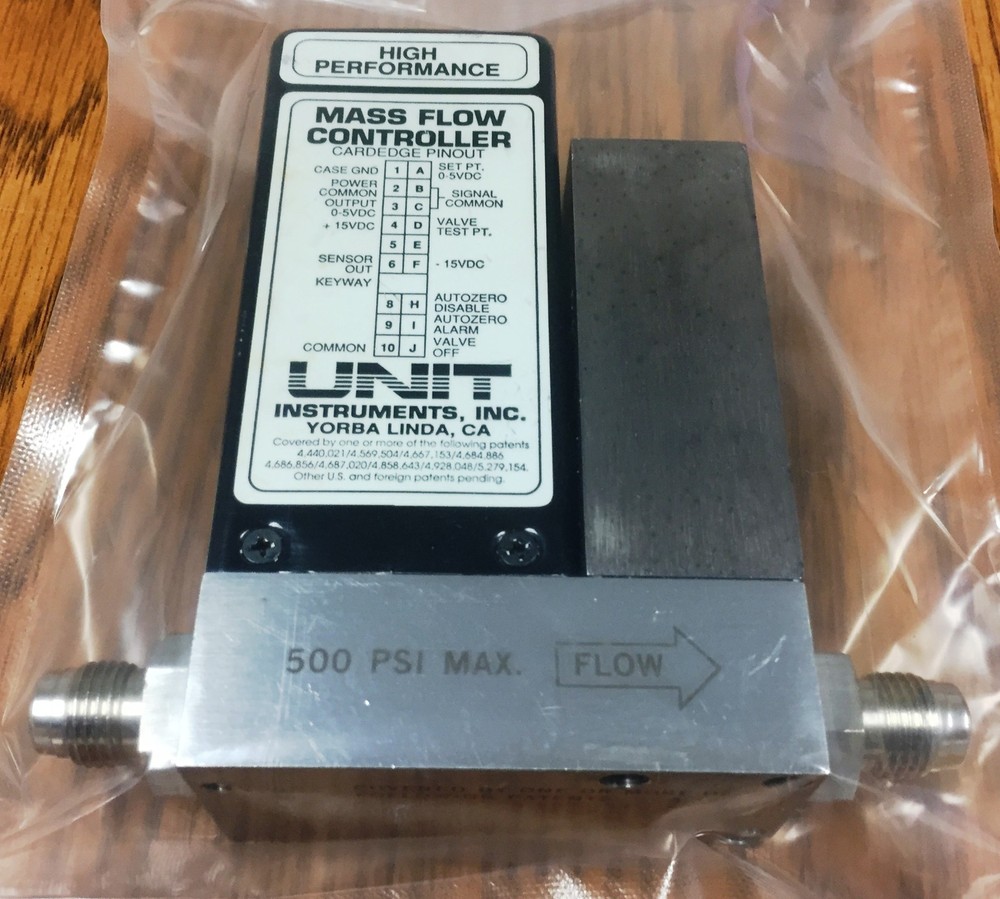 HIGH
PERFORMANCE
MASS FLOW
CONTROLLER
CARDEDGE PINOUT
CASE GND 1 A SET PT. 0-5VDC
POWER COMMON 2 B SIGNAL COMMON
OUTPUT 0-5VDC 3 C
+ 15VDC 4 D VALVE TEST PT.
5 E
SENSOR OUT 6 F - 15VDC
KEYWAY
8 H AUTOZERO DISABLE
9 I AUTOZERO ALARM
COMMON 10 J VALVE OFF
UNIT
INSTRUMENTS, INC.
YORBA LINDA, CA
Covered by one or more of the following patents
4,440,021/4,569,504/4,667,153/4,684,886
4,686,856/4,687,020/4,858,643/4,928,048/5,279,154.
Other U.S. and foreign patents pending.
500 PSI MAX. FLOW
BY ONE OR MORE